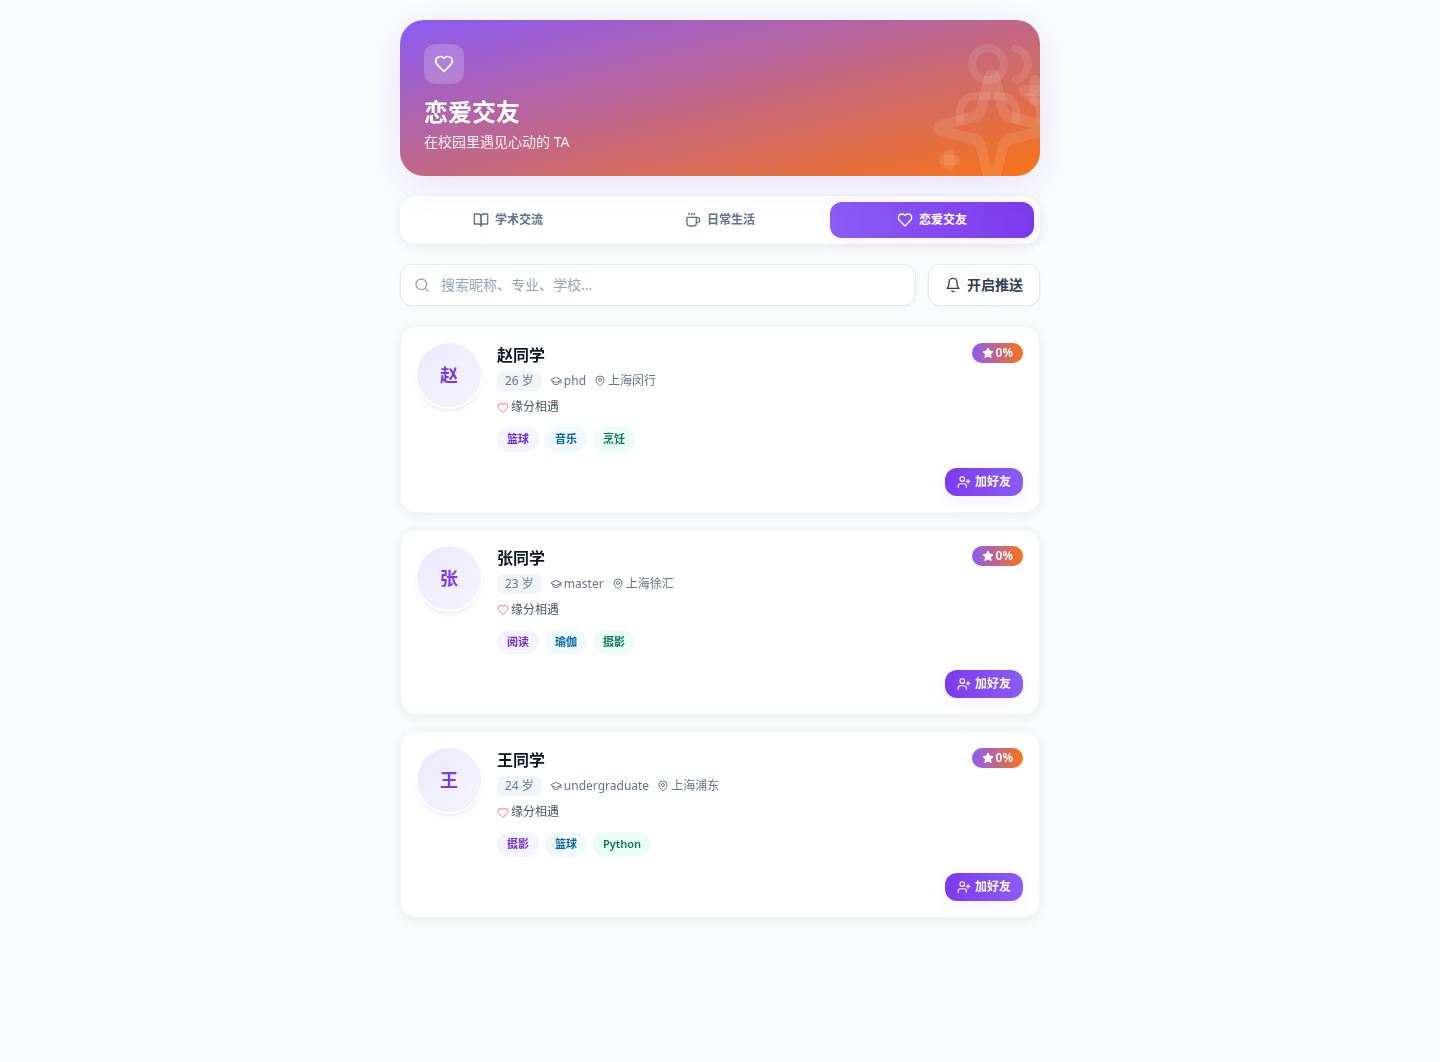 恋爱交友
在校园里遇见心动的 TA
学术交流 日常生活 恋爱交友
搜索昵称、专业、学校... 开启推送
赵 赵同学 0%
26 岁 phd 上海闵行
缘分相遇
篮球 音乐 烹饪
加好友
张 张同学 0%
23 岁 master 上海徐汇
缘分相遇
阅读 瑜伽 摄影
加好友
王 王同学 0%
24 岁 undergraduate 上海浦东
缘分相遇
摄影 篮球 Python
加好友